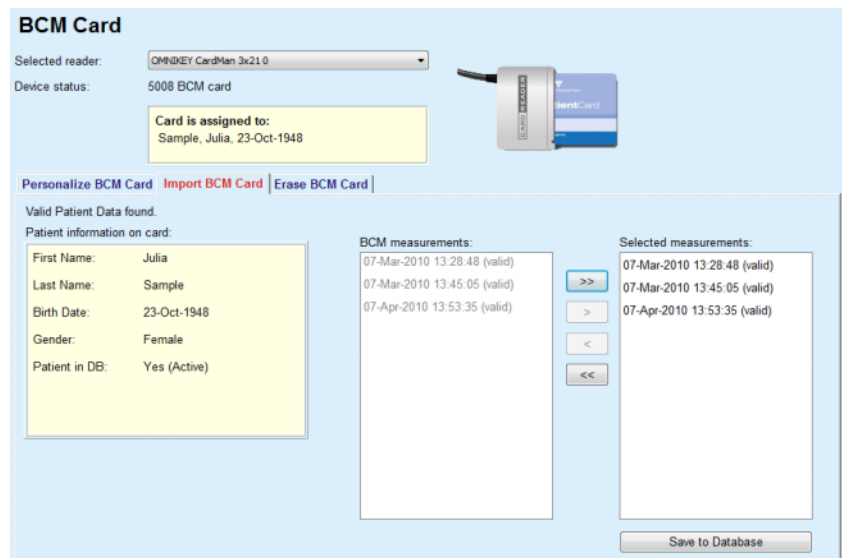 BCM Card
Selected reader: OMNIKEY CardMan 3x21 0
Device status: 5008 BCM card
Card is assigned to:
Sample, Julia, 23-Oct-1948
CARD READER
ientCard
Personalize BCM Card Import BCM Card Erase BCM Card
Valid Patient Data found.
Patient information on card:
First Name: Julia
Last Name: Sample
Birth Date: 23-Oct-1948
Gender: Female
Patient in DB: Yes (Active)
BCM measurements:
07-Mar-2010 13:28:48 (valid)
07-Mar-2010 13:45:05 (valid)
07-Apr-2010 13:53:35 (valid)
>>
>
<
<<
Selected measurements:
07-Mar-2010 13:28:48 (valid)
07-Mar-2010 13:45:05 (valid)
07-Apr-2010 13:53:35 (valid)
Save to Database